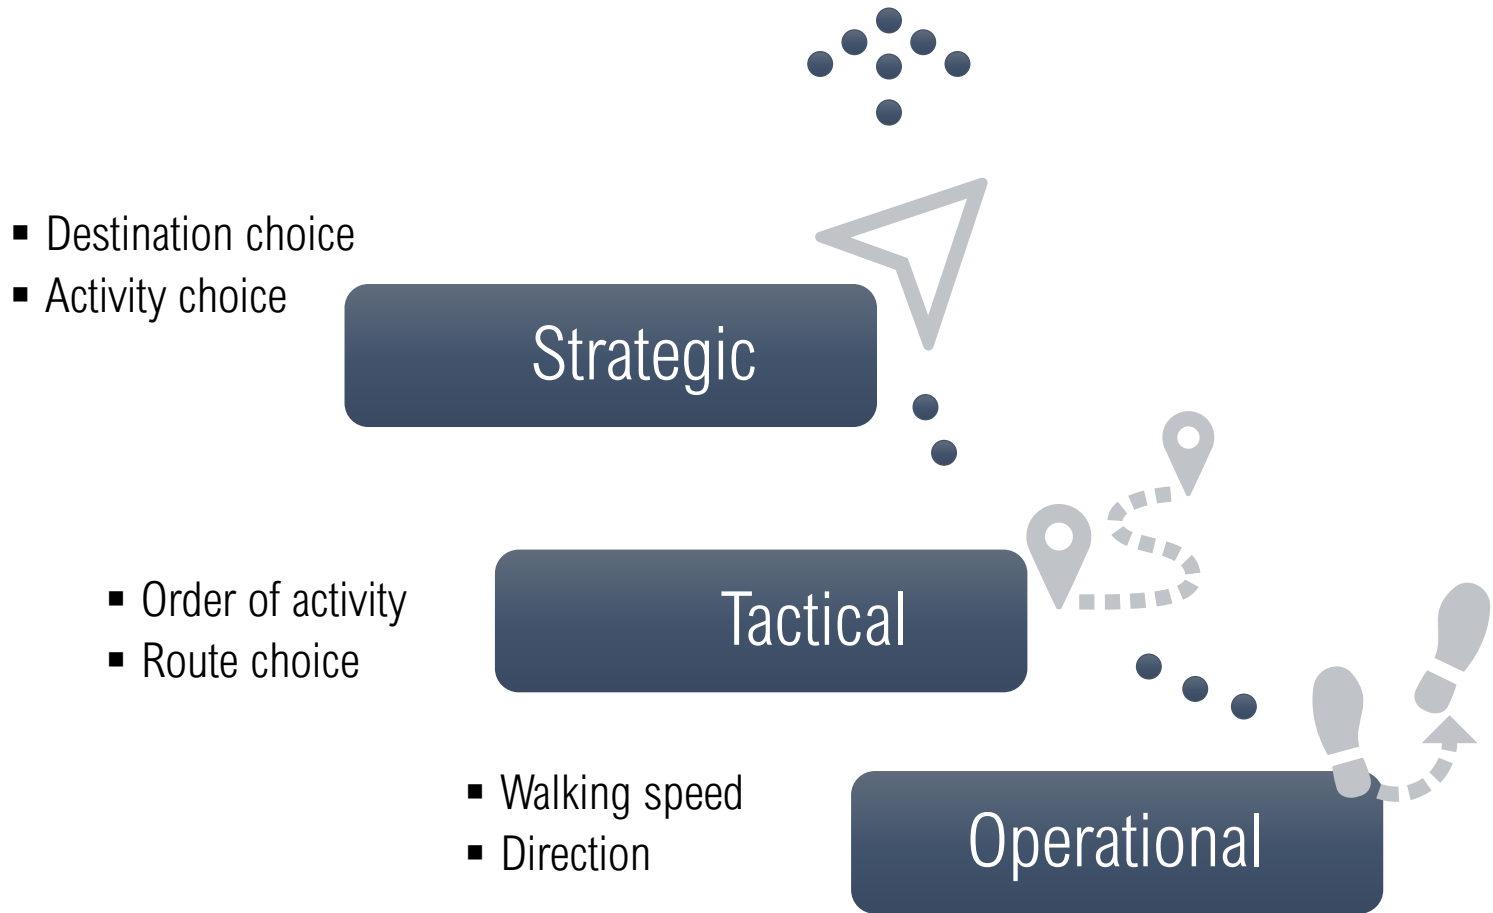 ▪ Destination choice
▪ Activity choice
Strategic
▪ Order of activity
▪ Route choice
Tactical
▪ Walking speed
▪ Direction
Operational